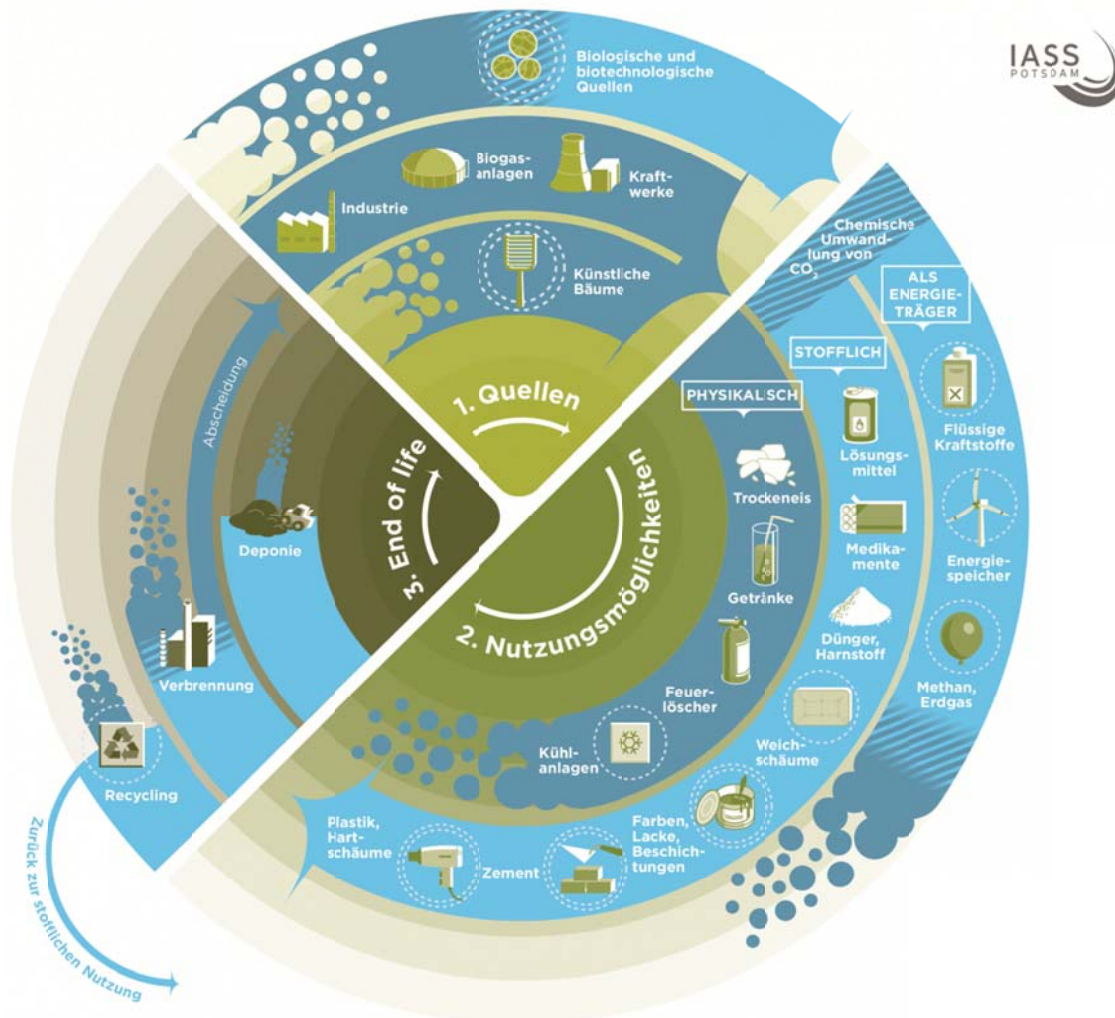 IASS
POTSDAM
Biologische und
biotechnologische
Quellen
Biogas-
anlagen
Kraft-
werke
Industrie
Künstliche
Bäume
1. Quellen
Chemische
Umwand-
lung von
CO₂
ALS
ENERGIE-
TRÄGER
STOFFLICH
PHYSIKALISCH
Flüssige
Kraftstoffe
Energie-
speicher
Methan,
Erdgas
Lösungs-
mittel
Medika-
mente
Dünger,
Harnstoff
Weich-
schäume
Farben,
Lacke,
Beschich-
tungen
Zement
Plastik,
Hart-
schäume
Trockeneis
Getränke
Feuer-
löscher
Kühl-
anlagen
2. Nutzungsmöglichkeiten
3. End of life
Abscheidung
Deponie
Verbrennung
Recycling
Zurück zur stofflichen Nutzung